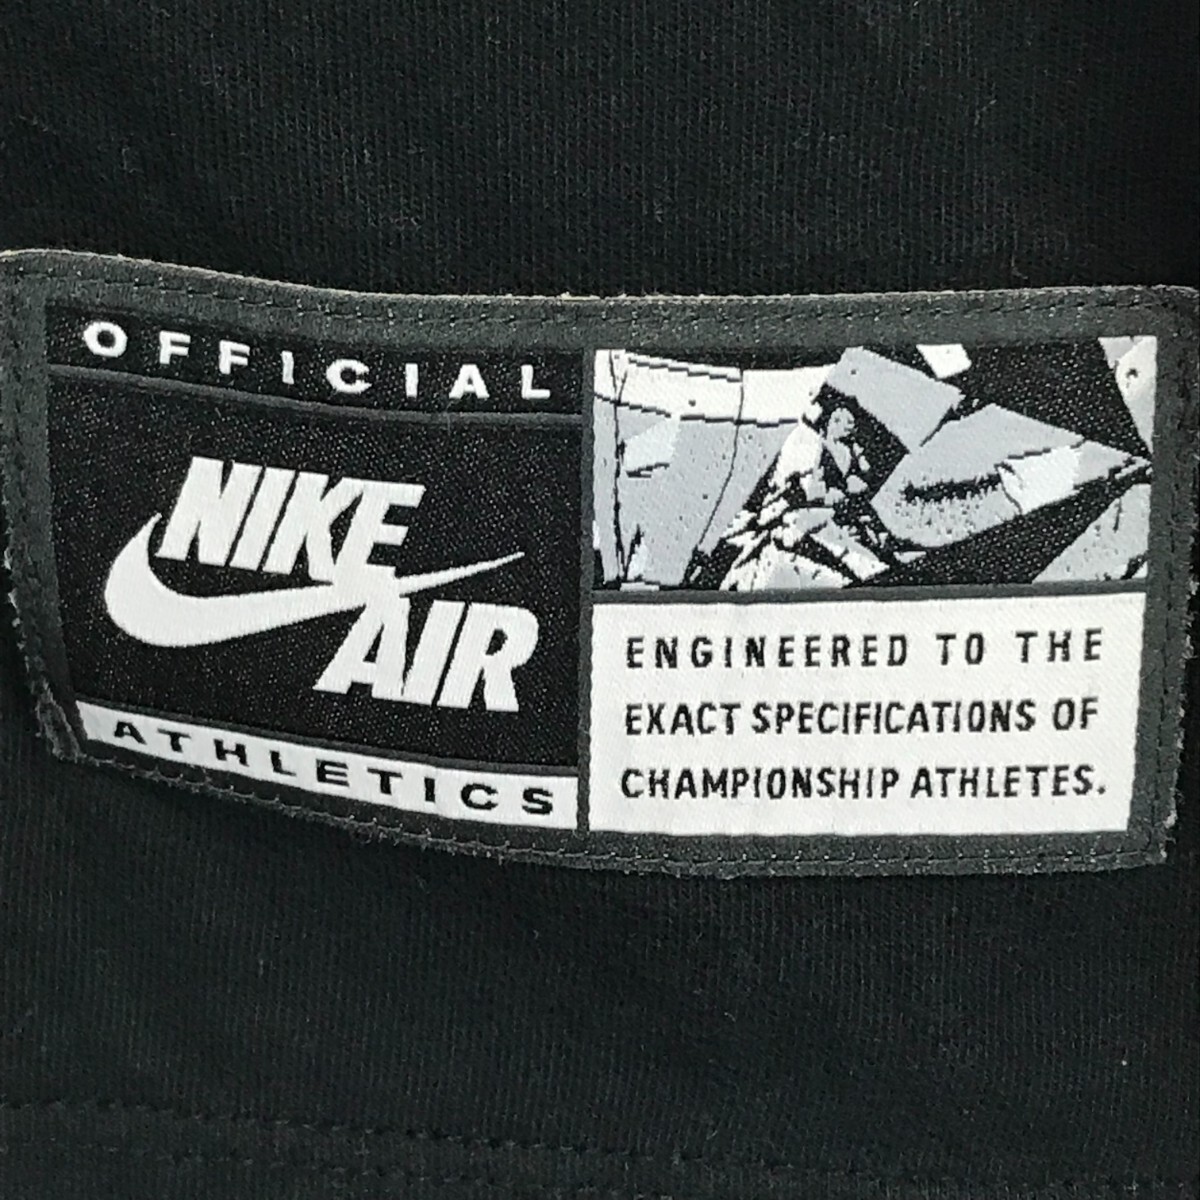 OFFICIAL
NIKE
AIR
ATHLETICS
ENGINEERED TO THE
EXACT SPECIFICATIONS OF
CHAMPIONSHIP ATHLETES.